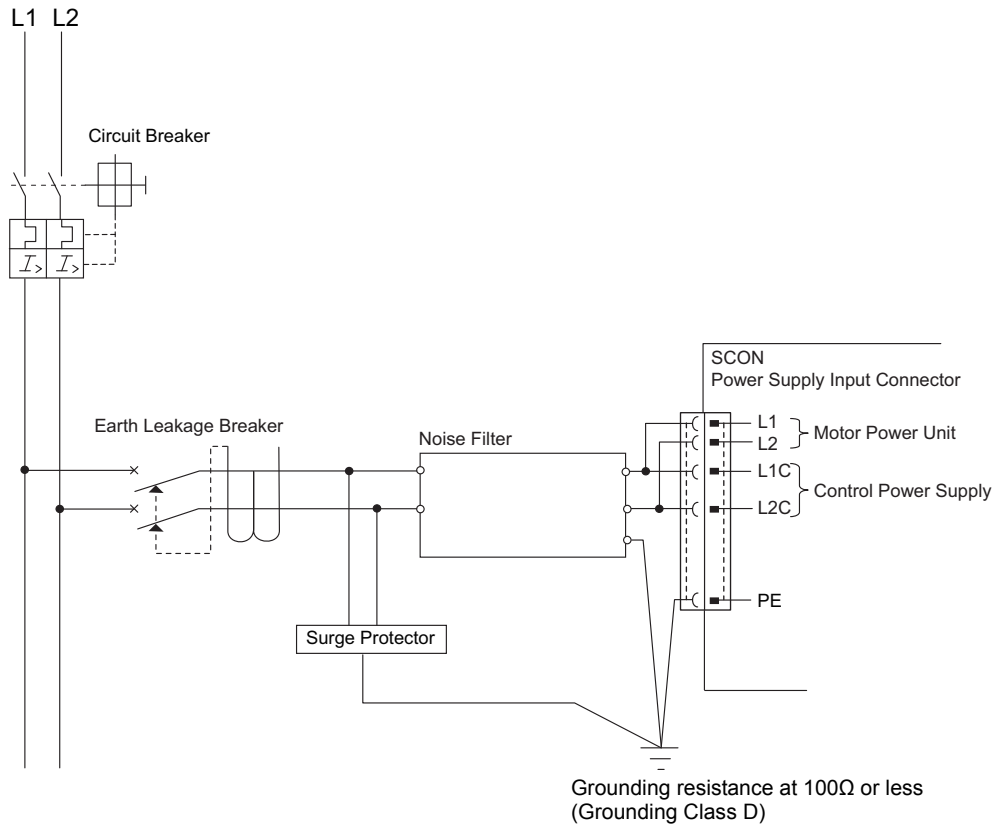 L1 L2
Circuit Breaker
I> I>
SCON
Power Supply Input Connector
L1
L2
Motor Power Unit
Earth Leakage Breaker
Noise Filter
L1C
L2C
Control Power Supply
PE
Surge Protector
Grounding resistance at 100Ω or less
(Grounding Class D)